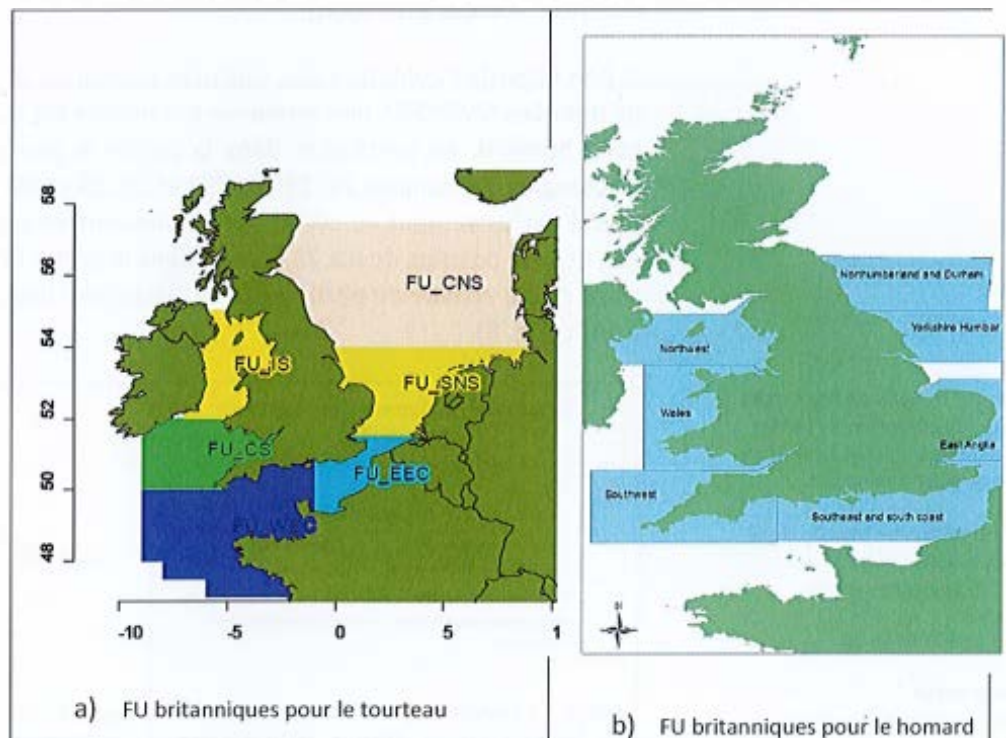 58
56
54
52
50
48
FU_CNS
FU_IS
FU_SNS
FU_CS
FU_EEC
FU_WEC
-10 -5 0 5 1
a) FU britanniques pour le tourteau
Northumberland and Durham
Yorkshire Humber
Northwest
Wales
East Anglia
Southwest
Southeast and south coast
b) FU britanniques pour le homard